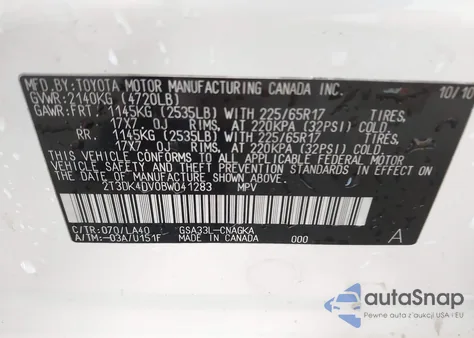 MFD. BY: TOYOTA MOTOR MANUFACTURING CANADA INC. 10/10
GVWR: 2140KG (4720LB)
GAWR: FRT. 1145KG (2535LB) WITH 225/65R17 TIRES,
17X7 0J RIMS, AT 220KPA (32PSI) COLD.
RR. 1145KG (2535LB) WITH 225/65R17 TIRES,
17X7 0J RIMS, AT 220KPA (32PSI) COLD.
THIS VEHICLE CONFORMS TO ALL APPLICABLE FEDERAL MOTOR
VEHICLE SAFETY AND THEFT PREVENTION STANDARDS IN EFFECT ON
THE DATE OF MANUFACTURE SHOWN ABOVE.
2T3DK4DV0BW041283 MPV
C/TR: 070/LA40 GSA33L-CNAGKA A
A/TM: -03A/U151F MADE IN CANADA 000
autoSnap
Pewne auta z USA i EU